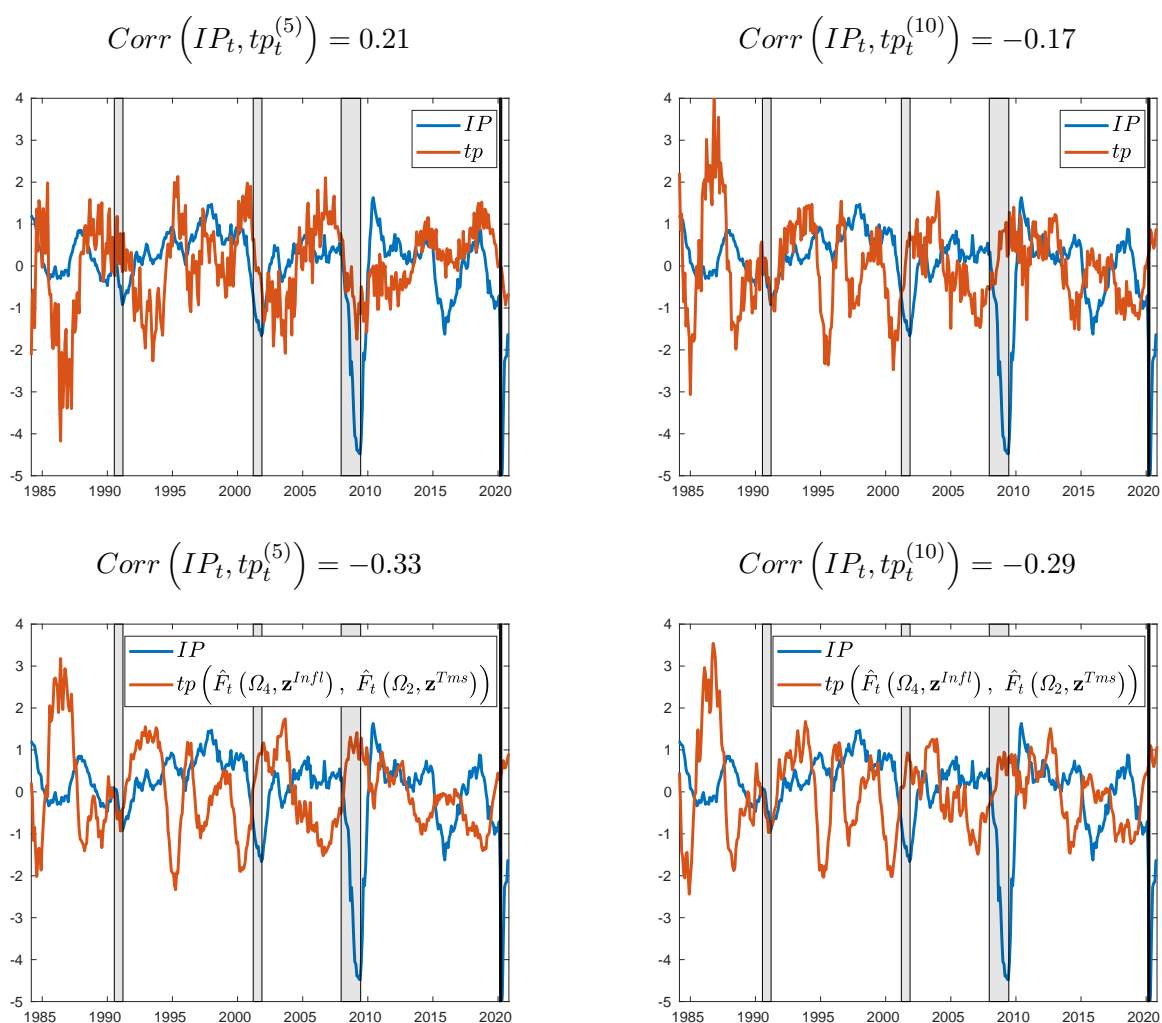 Corr (IP_t, tp_t^{(5)}) = 0.21
Corr (IP_t, tp_t^{(10)}) = −0.17
4
3
2
1
0
-1
-2
-3
-4
-5
1985 1990 1995 2000 2005 2010 2015 2020
IP
tp
4
3
2
1
0
-1
-2
-3
-4
-5
1985 1990 1995 2000 2005 2010 2015 2020
IP
tp
Corr (IP_t, tp_t^{(5)}) = −0.33
Corr (IP_t, tp_t^{(10)}) = −0.29
4
3
2
1
0
-1
-2
-3
-4
-5
1985 1990 1995 2000 2005 2010 2015 2020
IP
tp (F̂_t (Ω_4, z^{Infl}) , F̂_t (Ω_2, z^{Tms}))
4
3
2
1
0
-1
-2
-3
-4
-5
1985 1990 1995 2000 2005 2010 2015 2020
IP
tp (F̂_t (Ω_4, z^{Infl}) , F̂_t (Ω_2, z^{Tms}))